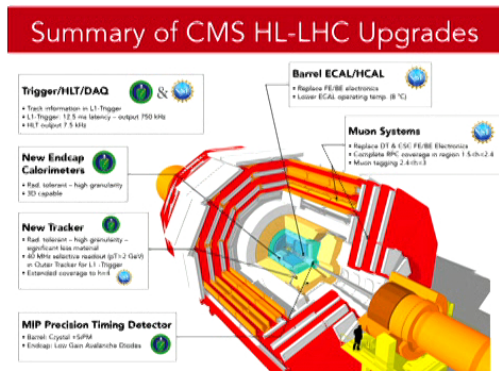 Summary of CMS HL-LHC Upgrades
Trigger/HLT/DAQ &
• Track information in L1-Trigger
• L1-Trigger: 12.5 ms latency – output 750 kHz
• HLT output 7.5 kHz
Barrel ECAL/HCAL
• Replace FE/BE electronics
• Lower ECAL operating temp. (8 °C)
Muon Systems
• Replace DT & CSC FE/BE Electronics
• Complete RPC coverage in region 1.5<h<2.4
• Muon tagging 2.4<h<3
New Endcap
Calorimeters
• Rad. tolerant – high granularity
• 3D capable
New Tracker
• Rad. tolerant – high granularity –
significant less material
• 40 MHz selective readout (pT>2 GeV)
in Outer Tracker for L1 -Trigger
• Extended coverage to h=4
MIP Precision Timing Detector
• Barrel: Crystal +SiPM
• Endcap: Low Gain Avalanche Diodes